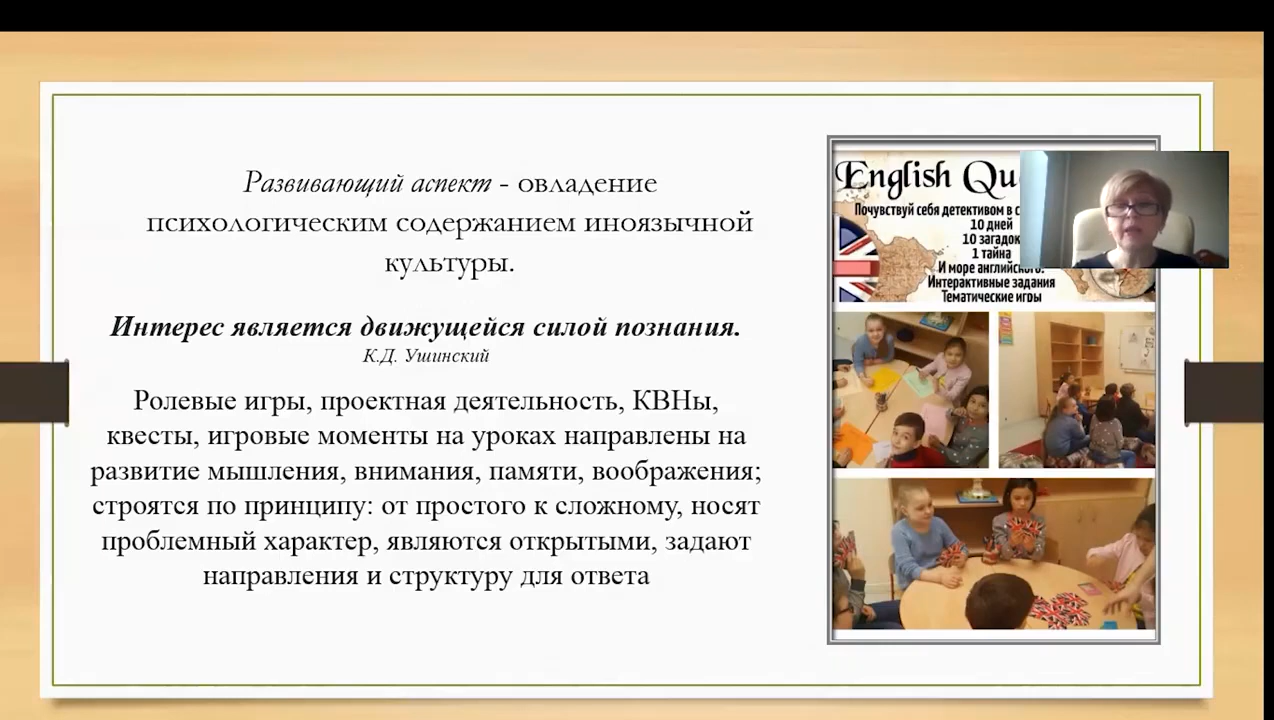 Развивающий аспект - овладение
психологическим содержанием иноязычной
культуры.
Интерес является движущейся силой познания.
К.Д. Ушинский
Ролевые игры, проектная деятельность, КВНы,
квесты, игровые моменты на уроках направлены на
развитие мышления, внимания, памяти, воображения;
строятся по принципу: от простого к сложному, носят
проблемный характер, являются открытыми, задают
направления и структуру для ответа
English Qu
Почувствуй себя детективом в с
10 дней
10 загадок
1 тайна
И море английского.
Интерактивные задания
Тематические игры